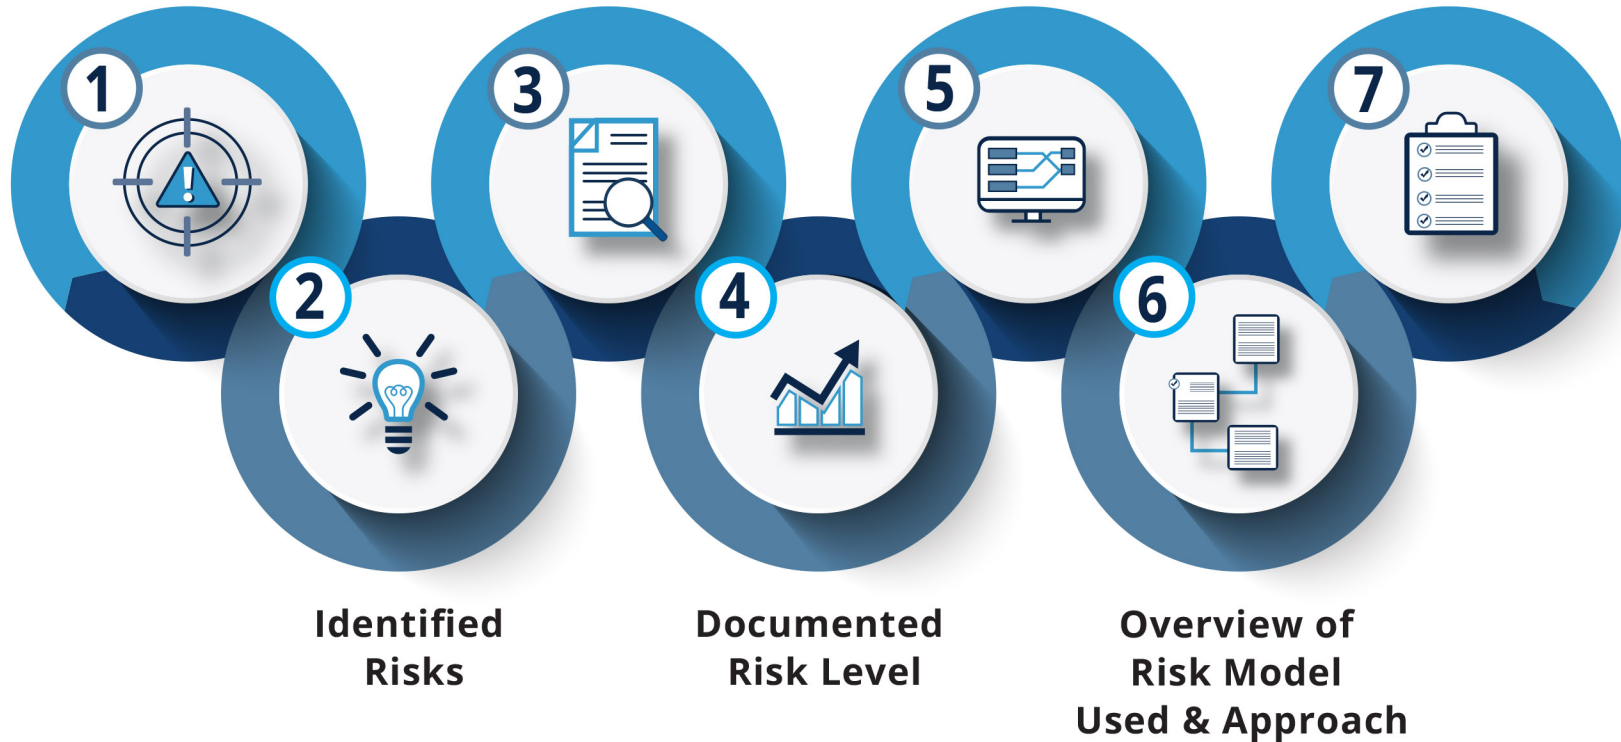 1
3
5
7
2
4
6
Identified
Risks
Documented
Risk Level
Overview of
Risk Model
Used & Approach